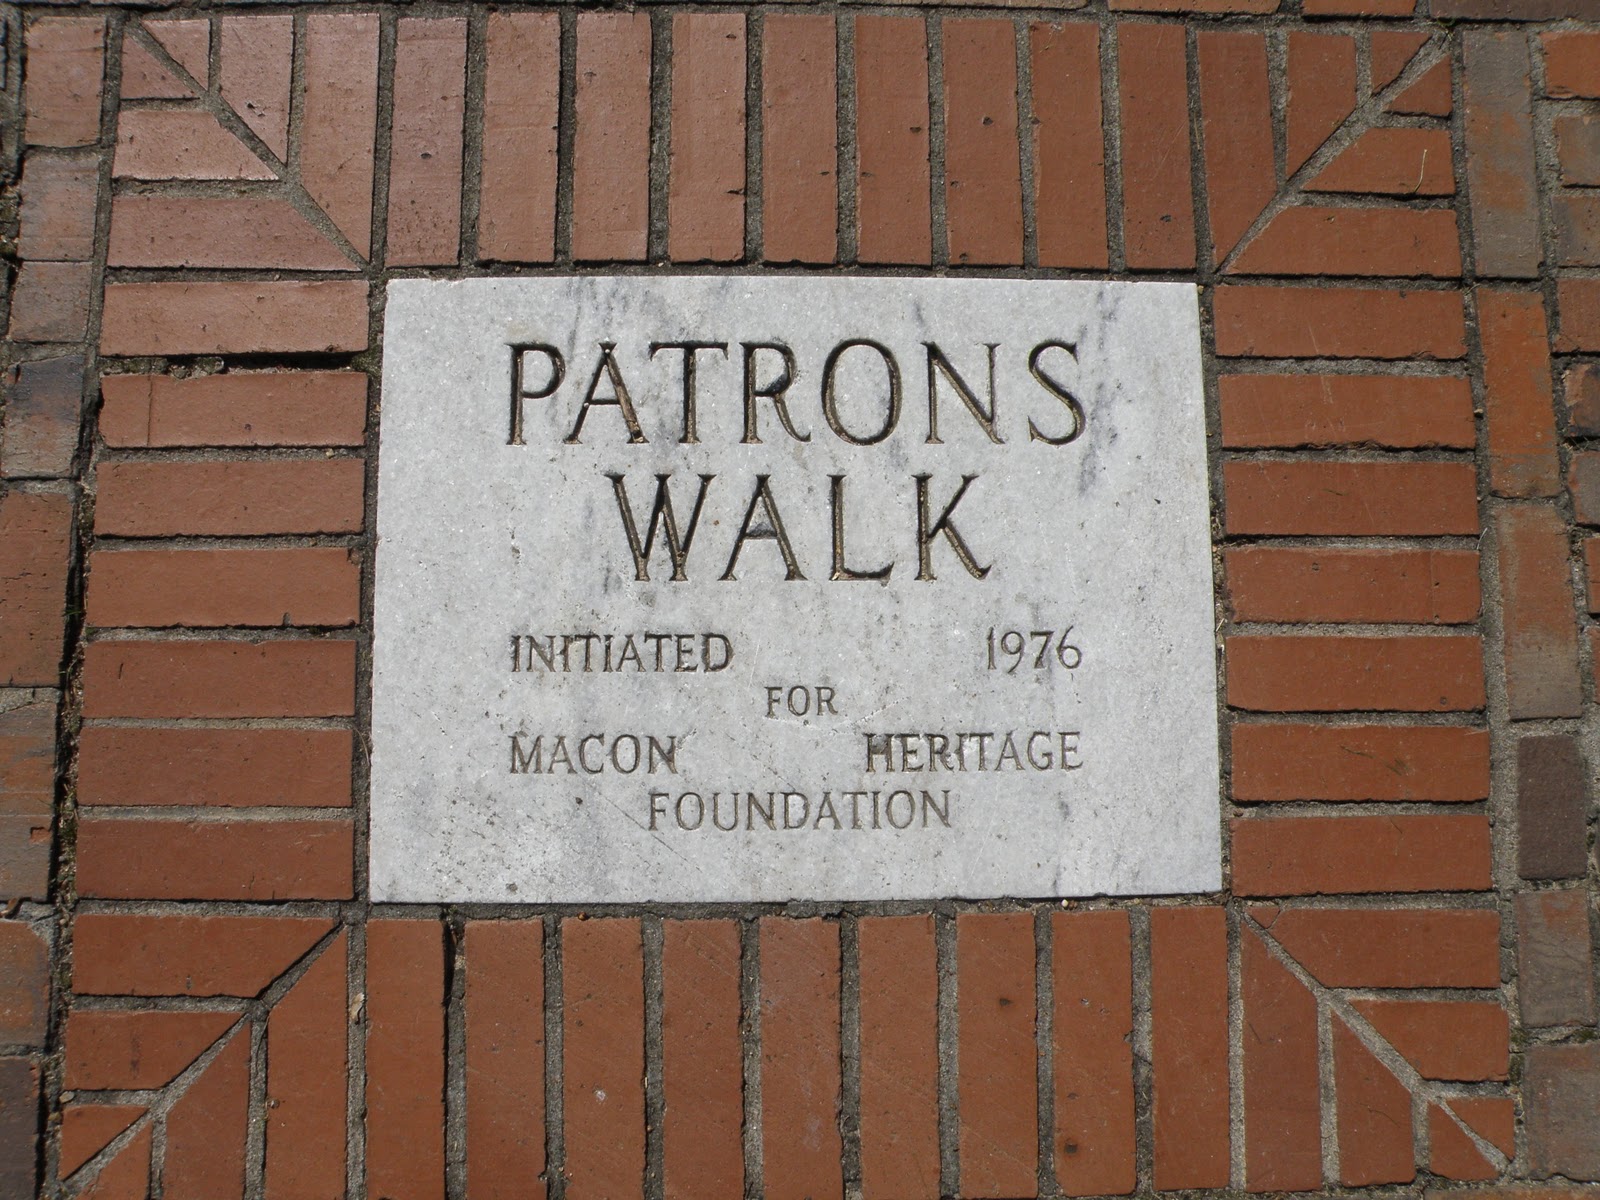 PATRONS
WALK
INITIATED 1976
FOR
MACON HERITAGE
FOUNDATION